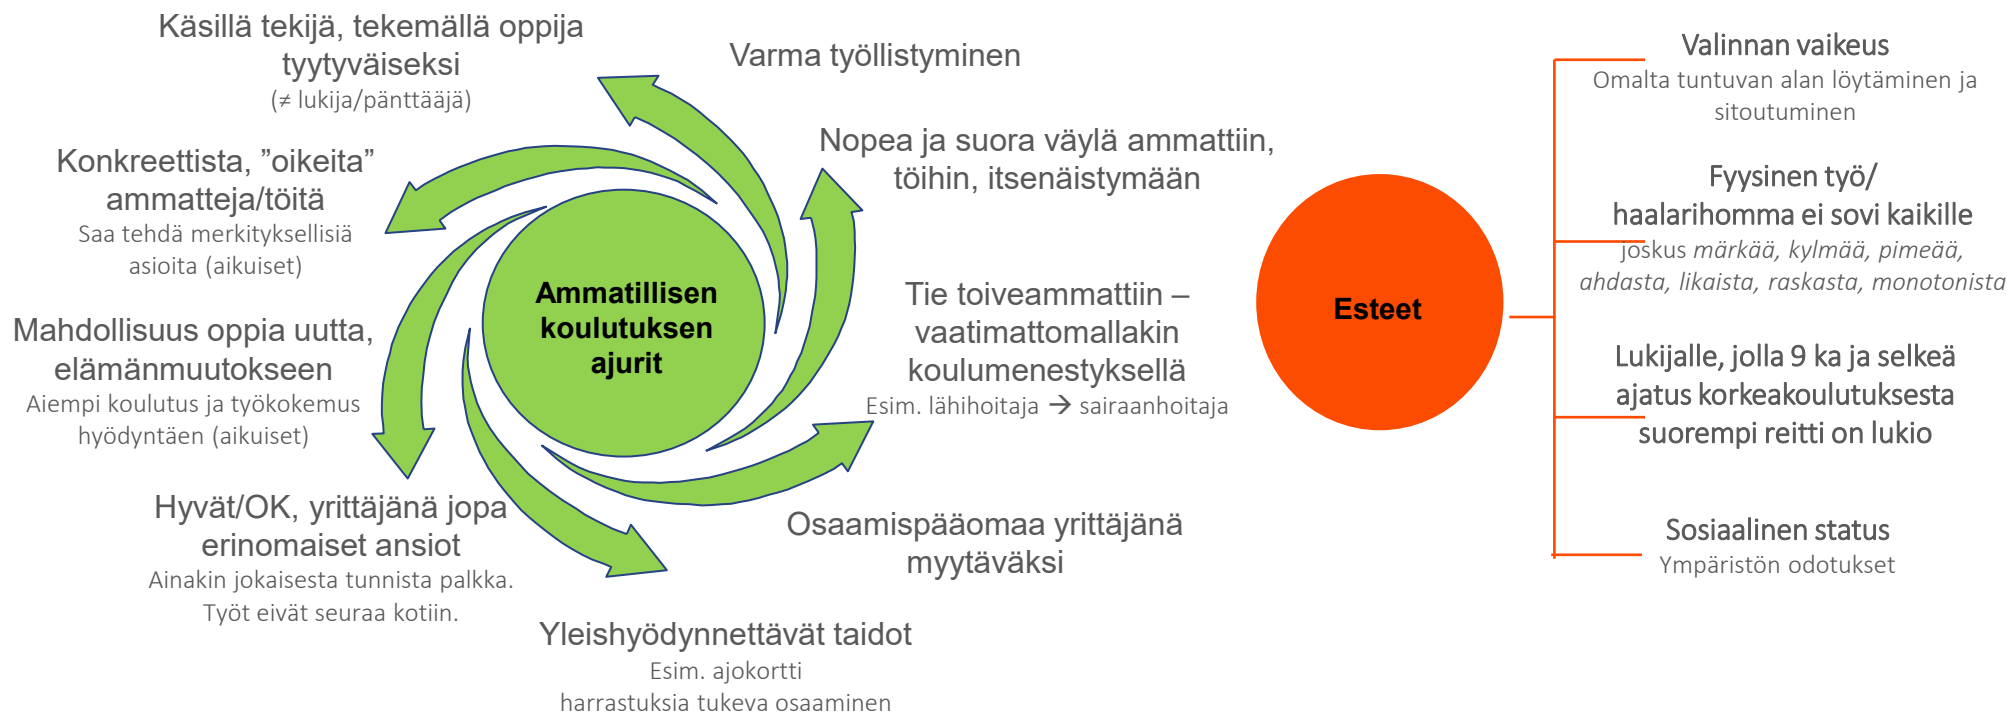 Käsillä tekijä, tekemällä oppija
tyytyväiseksi
(≠ lukija/pänttääjä)
Varma työllistyminen
Nopea ja suora väylä ammattiin,
töihin, itsenäistymään
Konkreettista, ”oikeita”
ammatteja/töitä
Saa tehdä merkityksellisiä
asioita (aikuiset)
Ammatillisen
koulutuksen
ajurit
Tie toiveammattiin –
vaatimattomallakin
koulumenestyksellä
Esim. lähihoitaja → sairaanhoitaja
Mahdollisuus oppia uutta,
elämänmuutokseen
Aiempi koulutus ja työkokemus
hyödyntäen (aikuiset)
Hyvät/OK, yrittäjänä jopa
erinomaiset ansiot
Ainakin jokaisesta tunnista palkka.
Työt eivät seuraa kotiin.
Osaamispääomaa yrittäjänä
myytäväksi
Yleishyödynnettävät taidot
Esim. ajokortti
harrastuksia tukeva osaaminen
Esteet
Valinnan vaikeus
Omalta tuntuvan alan löytäminen ja
sitoutuminen
Fyysinen työ/
haalarihomma ei sovi kaikille
joskus märkää, kylmää, pimeää,
ahdasta, likaista, raskasta, monotonista
Lukijalle, jolla 9 ka ja selkeä
ajatus korkeakoulutuksesta
suorempi reitti on lukio
Sosiaalinen status
Ympäristön odotukset